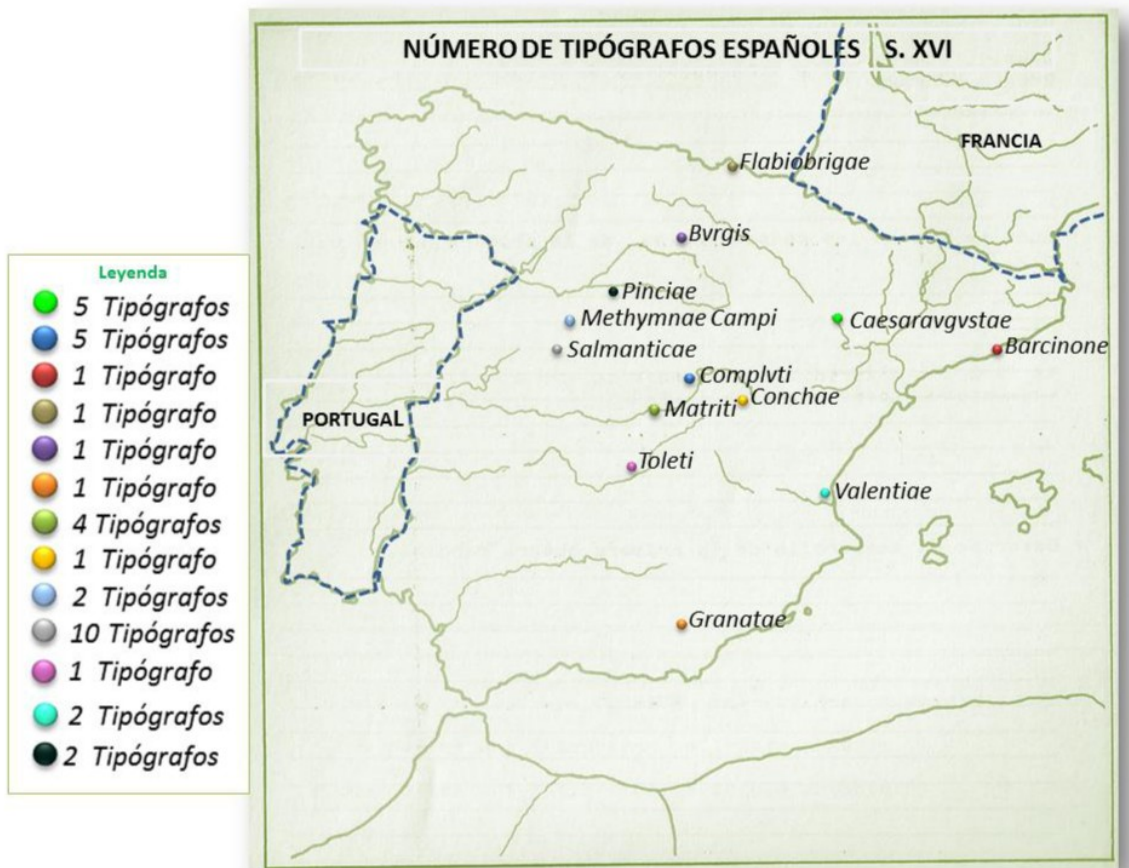 NÚMERO DE TIPÓGRAFOS ESPAÑOLES S. XVI
FRANCIA
Flabiobrigae
Bvrgis
Pinciae
Methymnae Campi
Caesaravgvstae
Salmanticae
Barcinone
Complvti
Conchae
Matriti
PORTUGAL
Toleti
Valentiae
Granatae
Leyenda
5 Tipógrafos
5 Tipógrafos
1 Tipógrafo
1 Tipógrafo
1 Tipógrafo
1 Tipógrafo
4 Tipógrafos
1 Tipógrafo
2 Tipógrafos
10 Tipógrafos
1 Tipógrafo
2 Tipógrafos
2 Tipógrafos